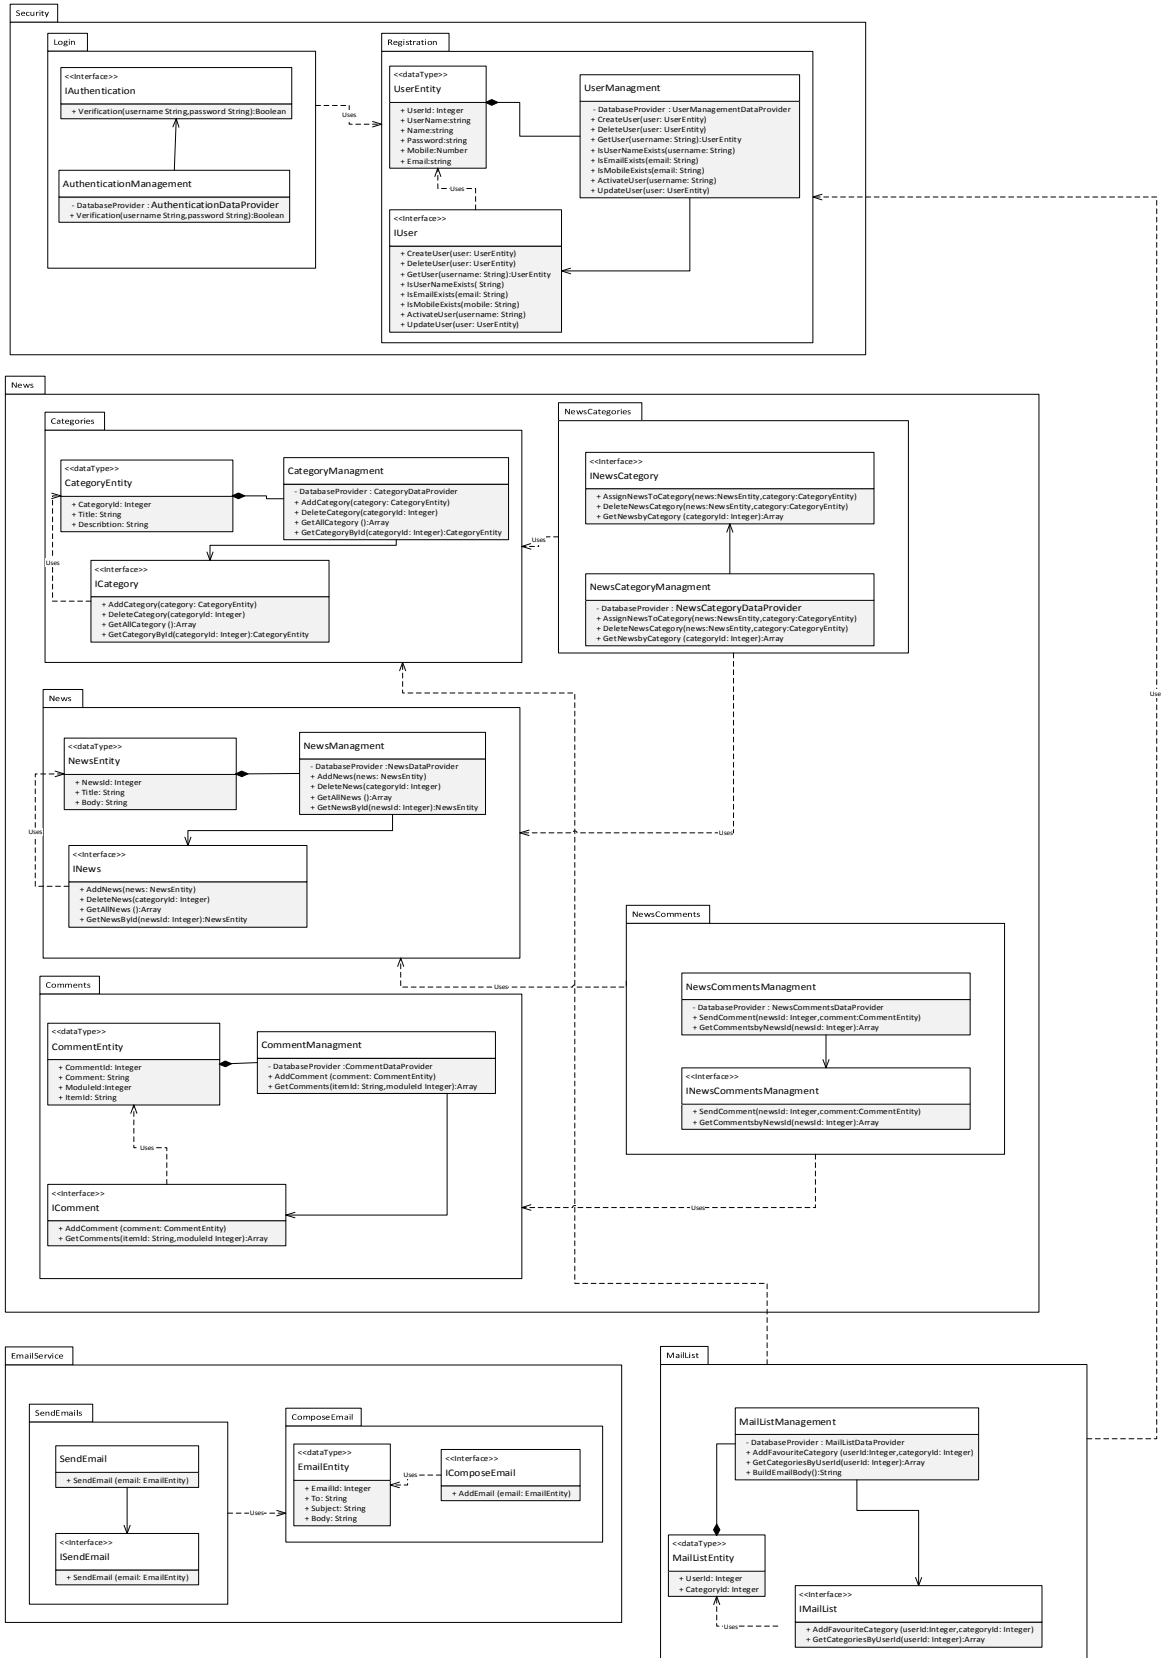 Security
Login
<<Interface>>
IAuthentication
+ Verification(username String,password String):Boolean
AuthenticationManagement
- DatabaseProvider : AuthenticationDataProvider
+ Verification(username String,password String):Boolean
Uses
Registration
<<dataType>>
UserEntity
+ UserId: Integer
+ UserName:string
+ Name:string
+ Password:string
+ Mobile:Number
+ Email:string
UserManagment
- DatabaseProvider : UserManagementDataProvider
+ CreateUser(user: UserEntity)
+ DeleteUser(user: UserEntity)
+ GetUser(username: String):UserEntity
+ IsUserNameExists(username: String)
+ IsEmailExists(email: String)
+ IsMobileExists(email: String)
+ ActivateUser(username: String)
+ UpdateUser(user: UserEntity)
Uses
<<Interface>>
IUser
+ CreateUser(user: UserEntity)
+ DeleteUser(user: UserEntity)
+ GetUser(username: String):UserEntity
+ IsUserNameExists( String)
+ IsEmailExists(email: String)
+ IsMobileExists(mobile: String)
+ ActivateUser(username: String)
+ UpdateUser(user: UserEntity)
Use
News
Categories
<<dataType>>
CategoryEntity
+ CategoryId: Integer
+ Title: String
+ Describtion: String
CategoryManagment
- DatabaseProvider : CategoryDataProvider
+ AddCategory(category: CategoryEntity)
+ DeleteCategory(categoryId: Integer)
+ GetAllCategory ():Array
+ GetCategoryById(categoryId: Integer):CategoryEntity
Uses
<<Interface>>
ICategory
+ AddCategory(category: CategoryEntity)
+ DeleteCategory(categoryId: Integer)
+ GetAllCategory ():Array
+ GetCategoryById(categoryId: Integer):CategoryEntity
Uses
NewsCategories
<<Interface>>
INewsCategory
+ AssignNewsToCategory(news:NewsEntity,category:CategoryEntity)
+ DeleteNewsCategory(news:NewsEntity,category:CategoryEntity)
+ GetNewsbyCategory (categoryId: Integer):Array
NewsCategoryManagment
- DatabaseProvider : NewsCategoryDataProvider
+ AssignNewsToCategory(news:NewsEntity,category:CategoryEntity)
+ DeleteNewsCategory(news:NewsEntity,category:CategoryEntity)
+ GetNewsbyCategory (categoryId: Integer):Array
News
<<dataType>>
NewsEntity
+ NewsId: Integer
+ Title: String
+ Body: String
NewsManagment
- DatabaseProvider :NewsDataProvider
+ AddNews(news: NewsEntity)
+ DeleteNews(categoryId: Integer)
+ GetAllNews ():Array
+ GetNewsById(newsId: Integer):NewsEntity
Uses
Uses
<<Interface>>
INews
+ AddNews(news: NewsEntity)
+ DeleteNews(categoryId: Integer)
+ GetAllNews ():Array
+ GetNewsById(newsId: Integer):NewsEntity
NewsComments
NewsCommentsManagment
- DatabaseProvider : NewsCommentsDataProvider
+ SendComment(newsId: Integer,comment:CommentEntity)
+ GetCommentsbyNewsId(newsId: Integer):Array
<<Interface>>
INewsCommentsManagment
+ SendComment(newsId: Integer,comment:CommentEntity)
+ GetCommentsbyNewsId(newsId: Integer):Array
Uses
Comments
<<dataType>>
CommentEntity
+ CommentId: Integer
+ Comment: String
+ ModuleId:Integer
+ ItemId: String
CommentManagment
- DatabaseProvider :CommentDataProvider
+ AddComment (comment: CommentEntity)
+ GetComments(itemId: String,moduleId Integer):Array
Uses
<<Interface>>
IComment
+ AddComment (comment: CommentEntity)
+ GetComments(itemId: String,moduleId Integer):Array
Uses
EmailService
SendEmails
SendEmail
+ SendEmail (email: EmailEntity)
<<Interface>>
ISendEmail
+ SendEmail (email: EmailEntity)
Uses
ComposeEmail
<<dataType>>
EmailEntity
+ EmailId: Integer
+ To: String
+ Subject: String
+ Body: String
Uses
<<Interface>>
IComposeEmail
+ AddEmail (email: EmailEntity)
MailList
MailListManagement
- DatabaseProvider : MailListDataProvider
+ AddFavouriteCategory (userId:Integer,categoryId: Integer)
+ GetCategoriesByUserId(userId: Integer):Array
+ BuildEmailBody():String
<<dataType>>
MailListEntity
+ UserId: Integer
+ CategoryId: Integer
Uses
<<Interface>>
IMailList
+ AddFavouriteCategory (userId:Integer,categoryId: Integer)
+ GetCategoriesByUserId(userId: Integer):Array